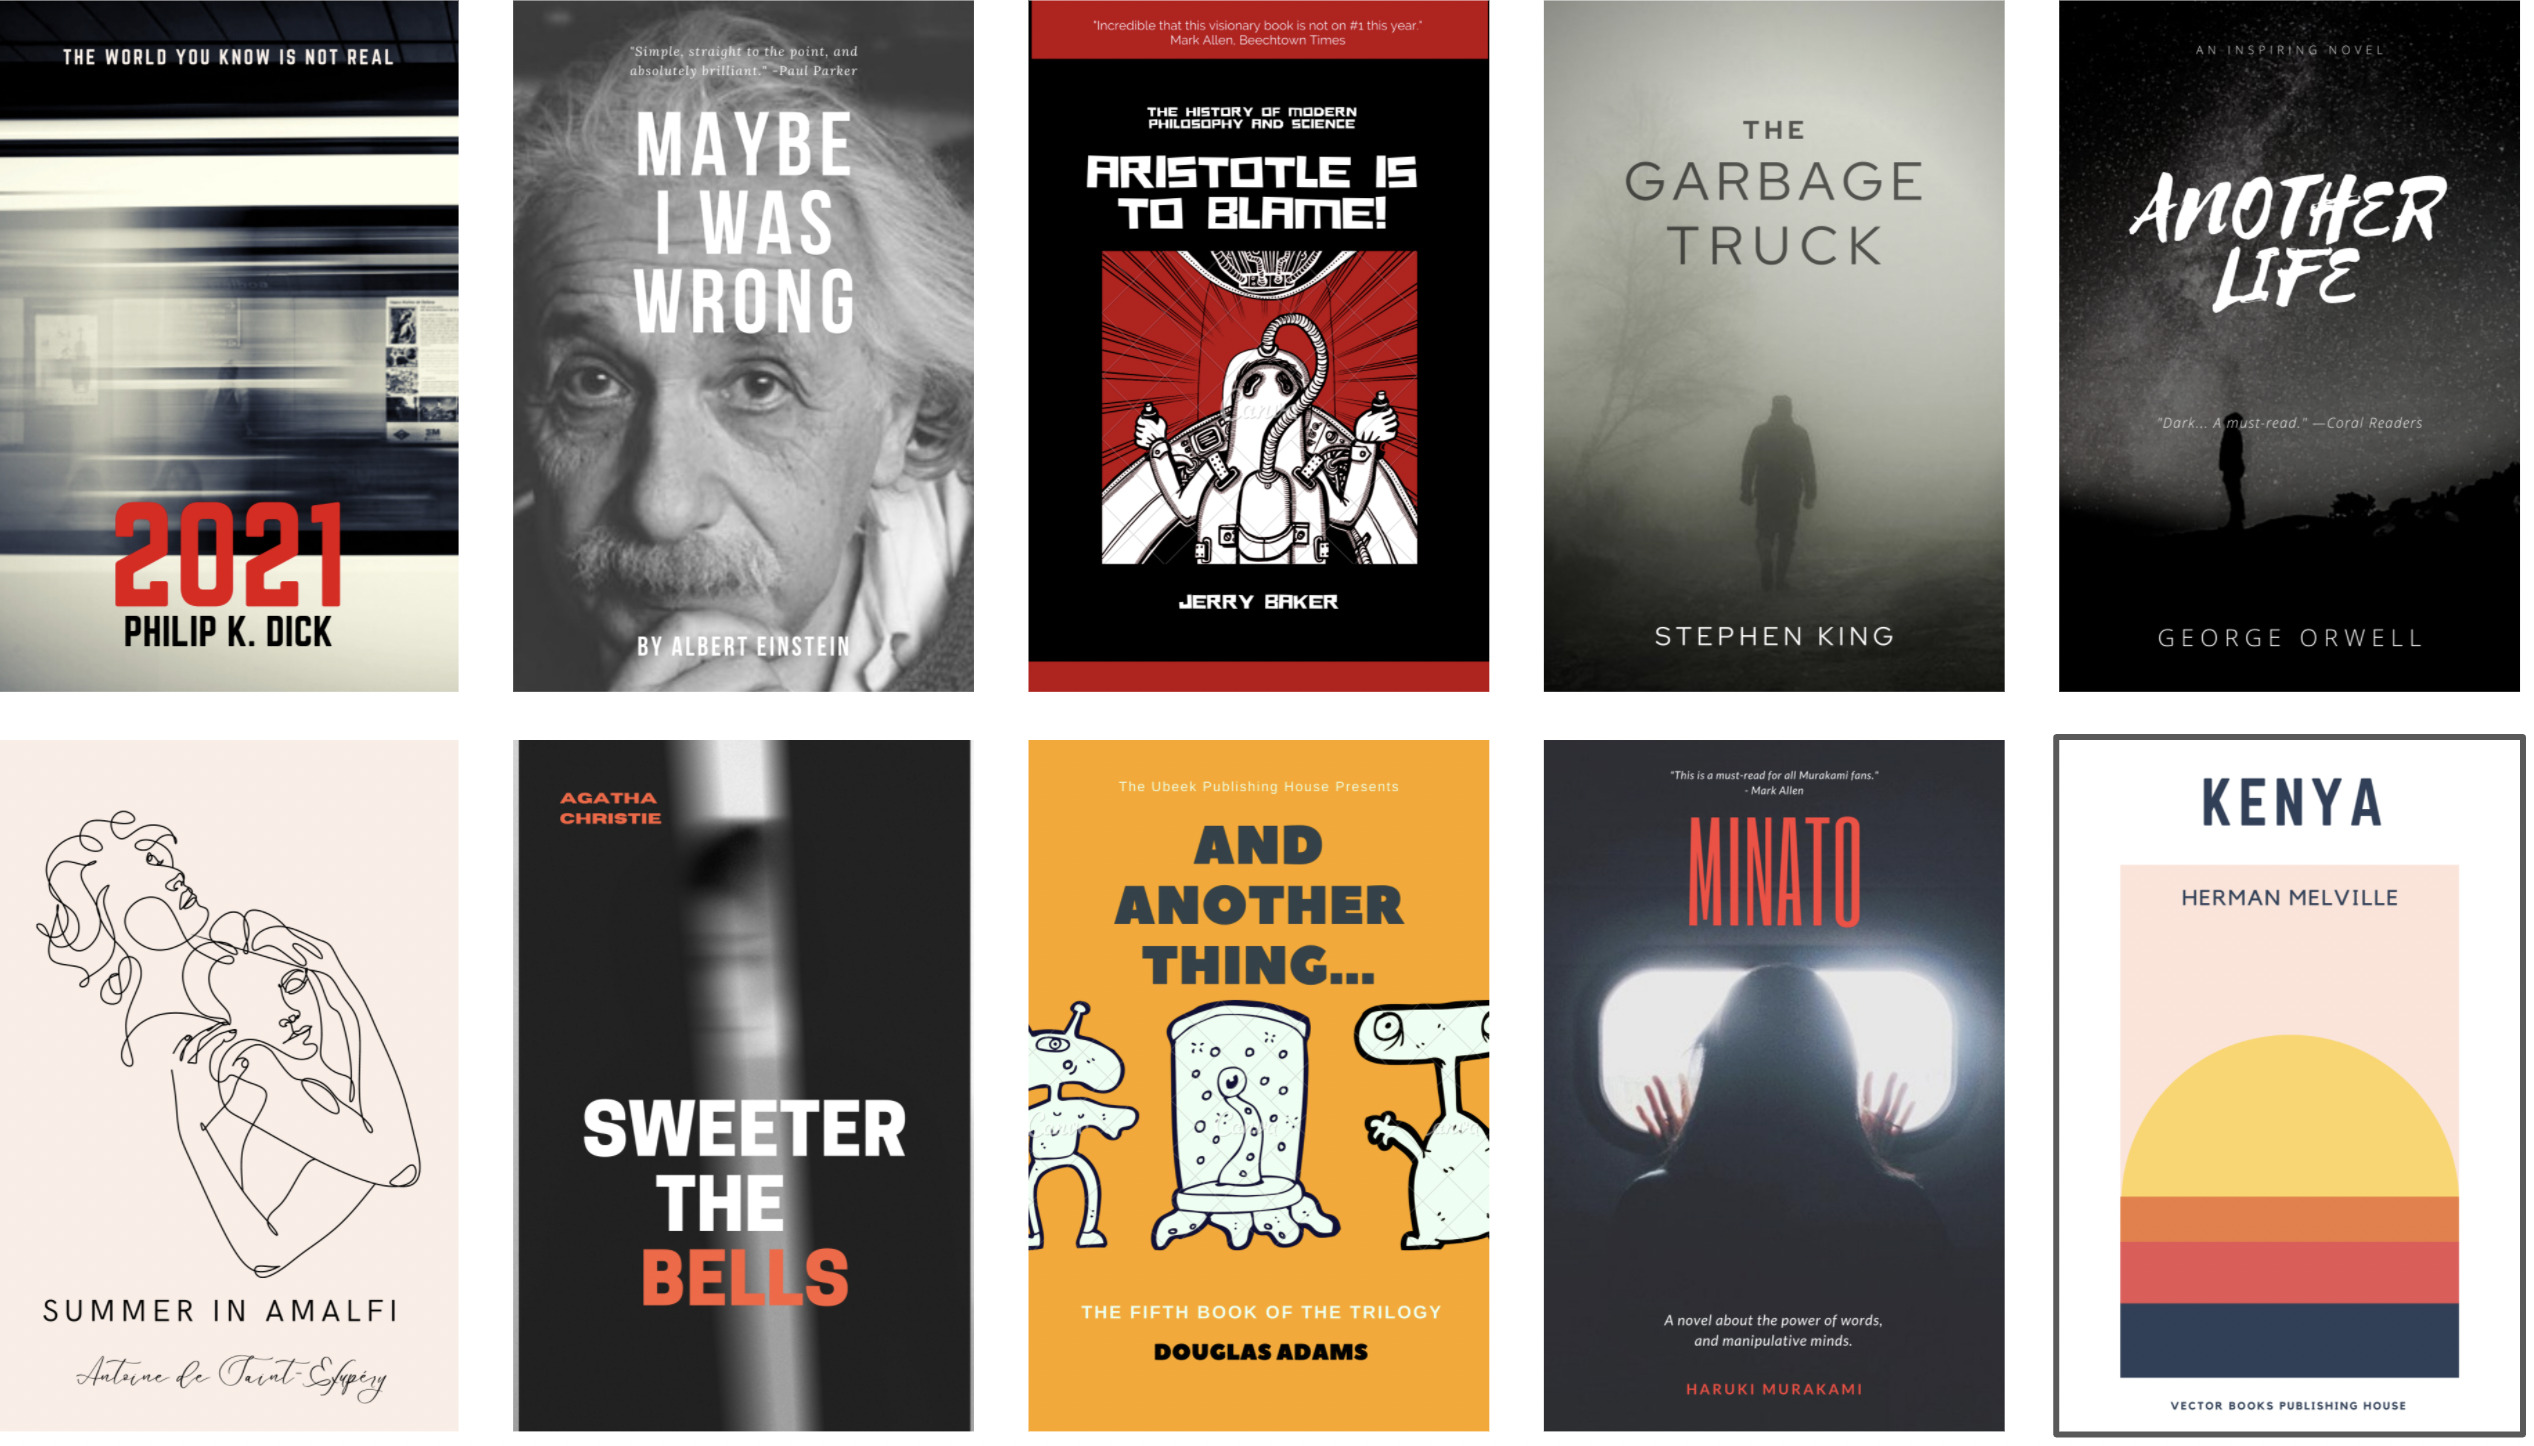 THE WORLD YOU KNOW IS NOT REAL
2021
PHILIP K. DICK
"Simple, straight to the point, and
absolutely brilliant." -Paul Parker
MAYBE
I WAS
WRONG
BY ALBERT EINSTEIN
"Incredible that this visionary book is not on #1 this year."
Mark Allen, Beechtown Times
THE HISTORY OF MODERN
PHILOSOPHY AND SCIENCE
ARISTOTLE IS
TO BLAME!
Canva
JERRY BAKER
THE
GARBAGE
TRUCK
STEPHEN KING
AN INSPIRING NOVEL
ANOTHER
LIFE
"Dark... A must-read." —Coral Readers
GEORGE ORWELL
SUMMER IN AMALFI
Antoine de Saint-Exupéry
AGATHA
CHRISTIE
SWEETER
THE
BELLS
The Ubeek Publishing House Presents
AND
ANOTHER
THING...
Canva Canva Canva
THE FIFTH BOOK OF THE TRILOGY
DOUGLAS ADAMS
"This is a must-read for all Murakami fans."
- Mark Allen
MINATO
A novel about the power of words,
and manipulative minds.
HARUKI MURAKAMI
KENYA
HERMAN MELVILLE
VECTOR BOOKS PUBLISHING HOUSE